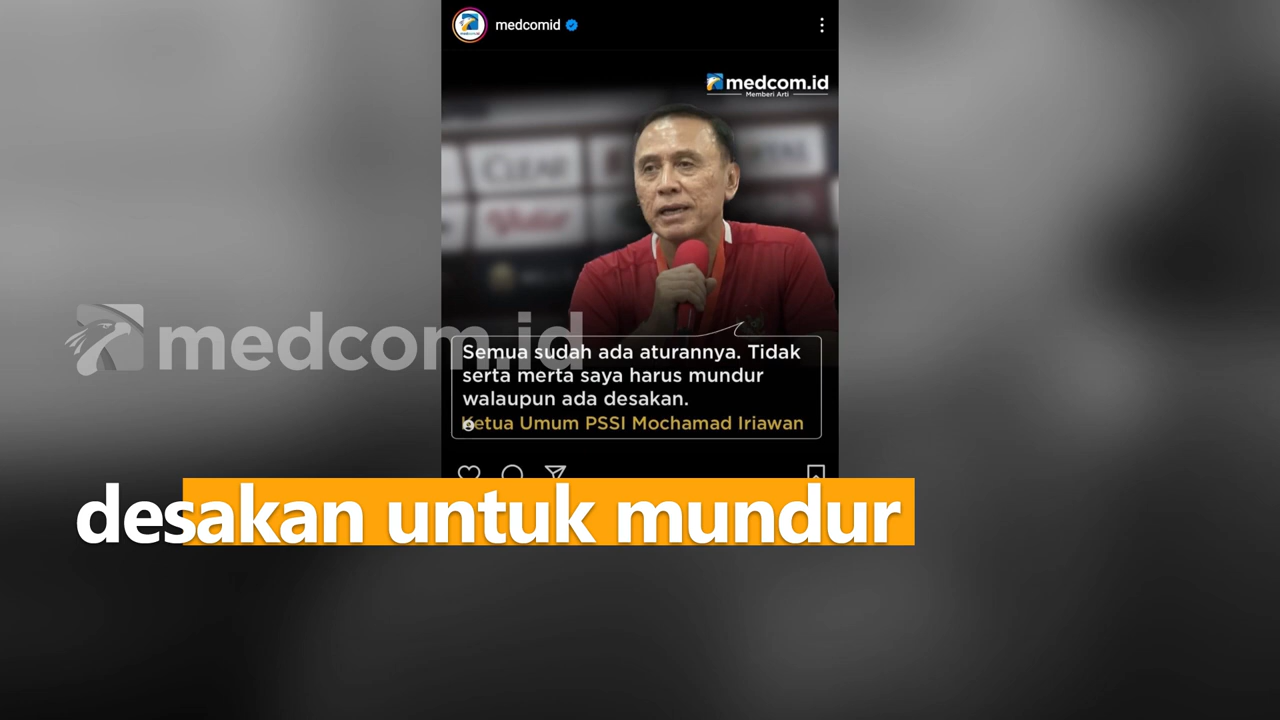 medcomid
medcom.id
Memberi Arti
CLEAR
medcom.id
Semua sudah ada aturannya. Tidak
serta merta saya harus mundur
walaupun ada desakan.
Ketua Umum PSSI Mochamad Iriawan
desakan untuk mundur